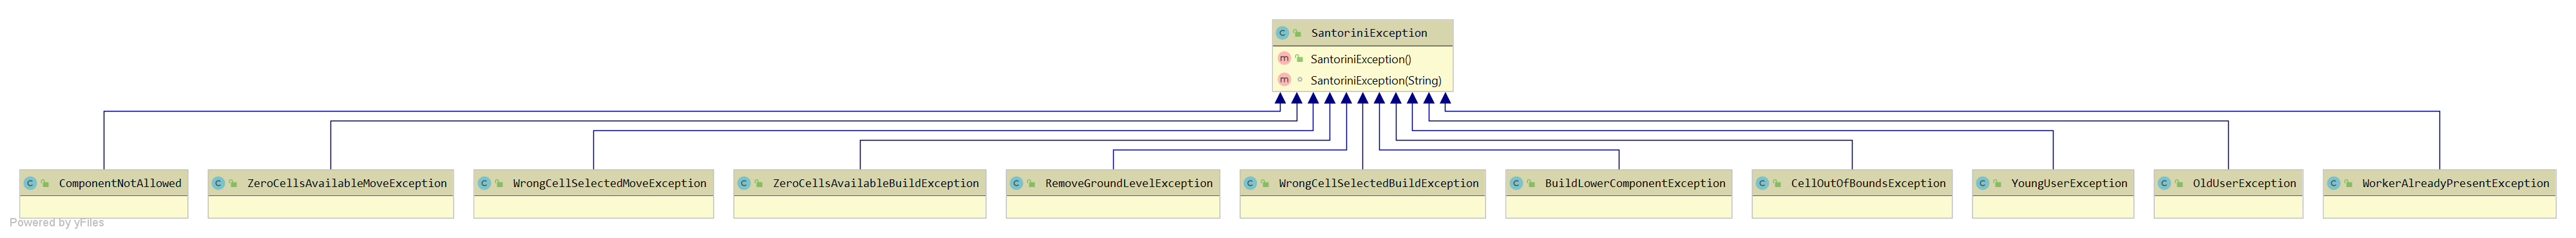 SantoriniException
SantoriniException()
SantoriniException(String)
ComponentNotAllowed
ZeroCellsAvailableMoveException
WrongCellSelectedMoveException
ZeroCellsAvailableBuildException
RemoveGroundLevelException
WrongCellSelectedBuildException
BuildLowerComponentException
CellOutOfBoundsException
YoungUserException
OldUserException
WorkerAlreadyPresentException
Powered by yFiles